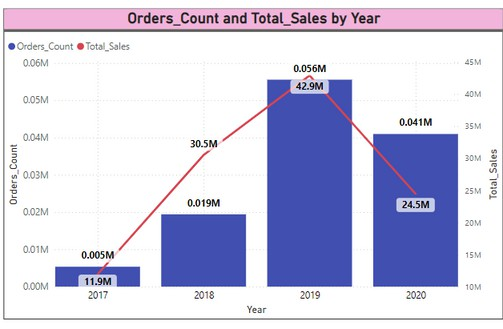 Orders_Count and Total_Sales by Year
Orders_Count Total_Sales
0.06M
0.05M
0.04M
0.03M
0.02M
0.01M
0.00M
Orders_Count
0.005M
11.9M
30.5M
0.019M
0.056M
42.9M
0.041M
24.5M
45M
40M
35M
30M
25M
20M
15M
10M
Total_Sales
2017 2018 2019 2020
Year